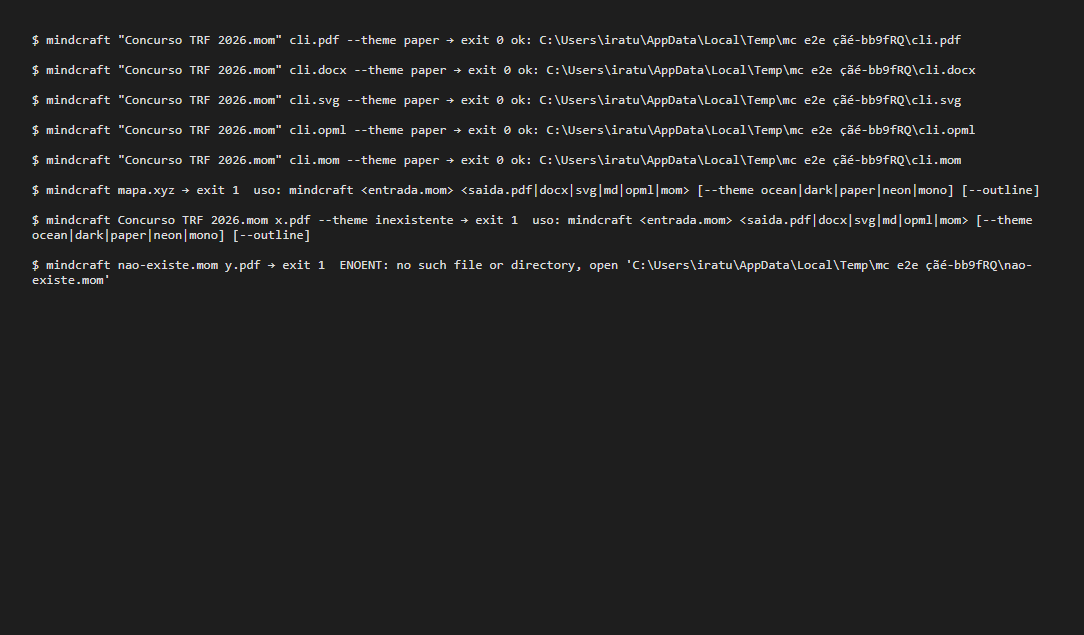 $ mindcraft "Concurso TRF 2026.mom" cli.pdf --theme paper → exit 0 ok: C:\Users\iratu\AppData\Local\Temp\mc e2e çãé-bb9fRQ\cli.pdf
$ mindcraft "Concurso TRF 2026.mom" cli.docx --theme paper → exit 0 ok: C:\Users\iratu\AppData\Local\Temp\mc e2e çãé-bb9fRQ\cli.docx
$ mindcraft "Concurso TRF 2026.mom" cli.svg --theme paper → exit 0 ok: C:\Users\iratu\AppData\Local\Temp\mc e2e çãé-bb9fRQ\cli.svg
$ mindcraft "Concurso TRF 2026.mom" cli.opml --theme paper → exit 0 ok: C:\Users\iratu\AppData\Local\Temp\mc e2e çãé-bb9fRQ\cli.opml
$ mindcraft "Concurso TRF 2026.mom" cli.mom --theme paper → exit 0 ok: C:\Users\iratu\AppData\Local\Temp\mc e2e çãé-bb9fRQ\cli.mom
$ mindcraft mapa.xyz → exit 1  uso: mindcraft <entrada.mom> <saida.pdf|docx|svg|md|opml|mom> [--theme ocean|dark|paper|neon|mono] [--outline]
$ mindcraft Concurso TRF 2026.mom x.pdf --theme inexistente → exit 1  uso: mindcraft <entrada.mom> <saida.pdf|docx|svg|md|opml|mom> [--theme
ocean|dark|paper|neon|mono] [--outline]
$ mindcraft nao-existe.mom y.pdf → exit 1  ENOENT: no such file or directory, open 'C:\Users\iratu\AppData\Local\Temp\mc e2e çãé-bb9fRQ\nao-
existe.mom'